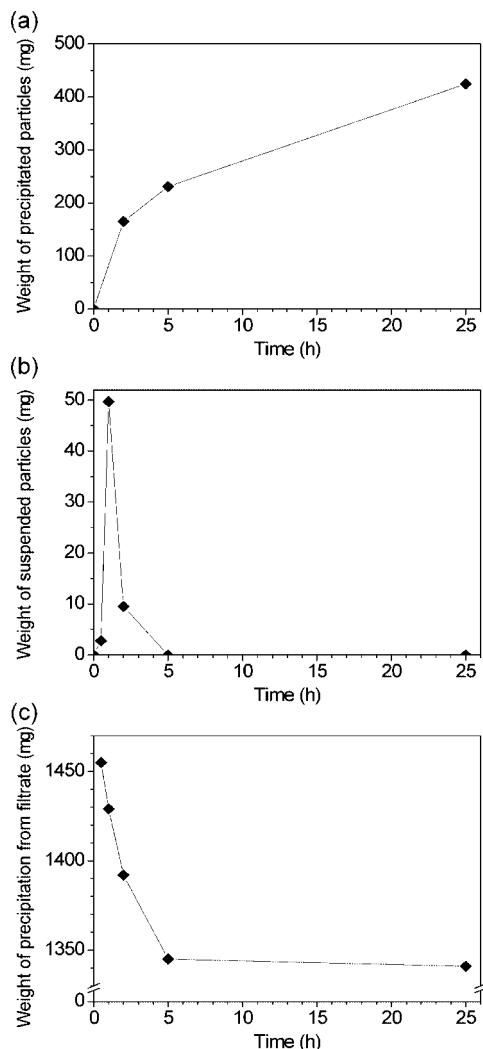 (a)
Weight of precipitated particles (mg)
500
400
300
200
100
0
0 5 10 15 20 25
Time (h)
(b)
Weight of suspended particles (mg)
50
40
30
20
10
0
0 5 10 15 20 25
Time (h)
(c)
Weight of precipitation from filtrate (mg)
1450
1400
1350
0
0 5 10 15 20 25
Time (h)